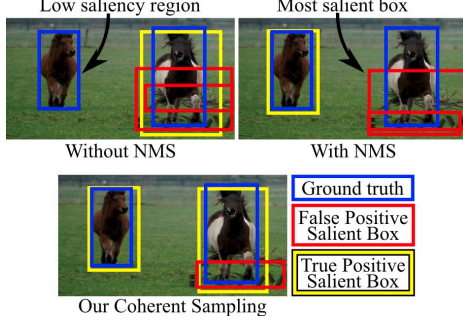 Low saliency region
Most salient box
Without NMS
With NMS
Ground truth
False Positive
Salient Box
True Positive
Salient Box
Our Coherent Sampling